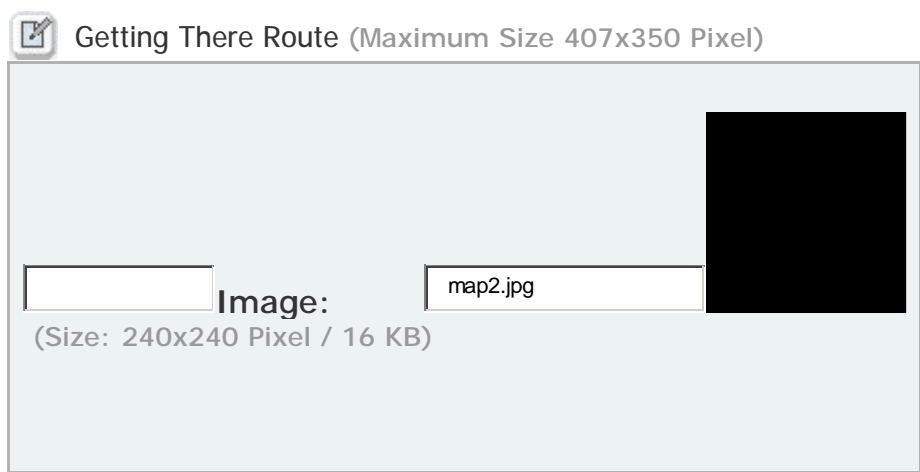 Getting There Route (Maximum Size 407x350 Pixel)
Image: map2.jpg
(Size: 240x240 Pixel / 16 KB)